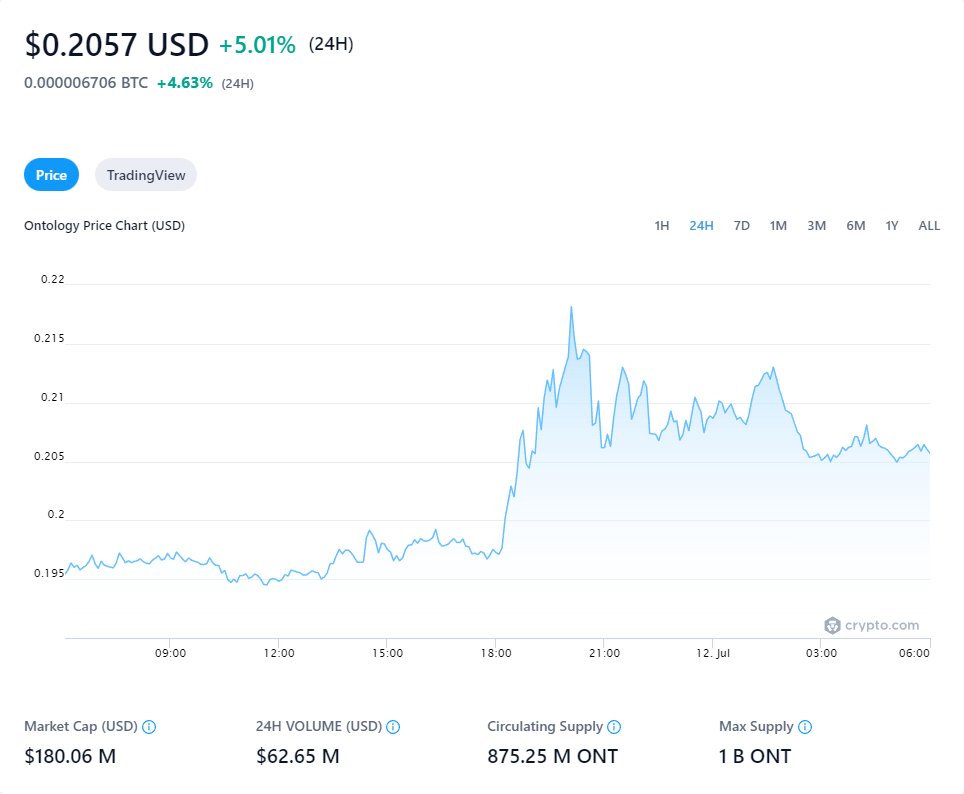 $0.2057 USD +5.01% (24H)
0.000006706 BTC +4.63% (24H)
Price TradingView
Ontology Price Chart (USD) 1H 24H 7D 1M 3M 6M 1Y ALL
0.22
0.215
0.21
0.205
0.2
0.195
crypto.com
09:00 12:00 15:00 18:00 21:00 12. Jul 03:00 06:00
Market Cap (USD) 24H VOLUME (USD) Circulating Supply Max Supply
$180.06 M $62.65 M 875.25 M ONT 1 B ONT